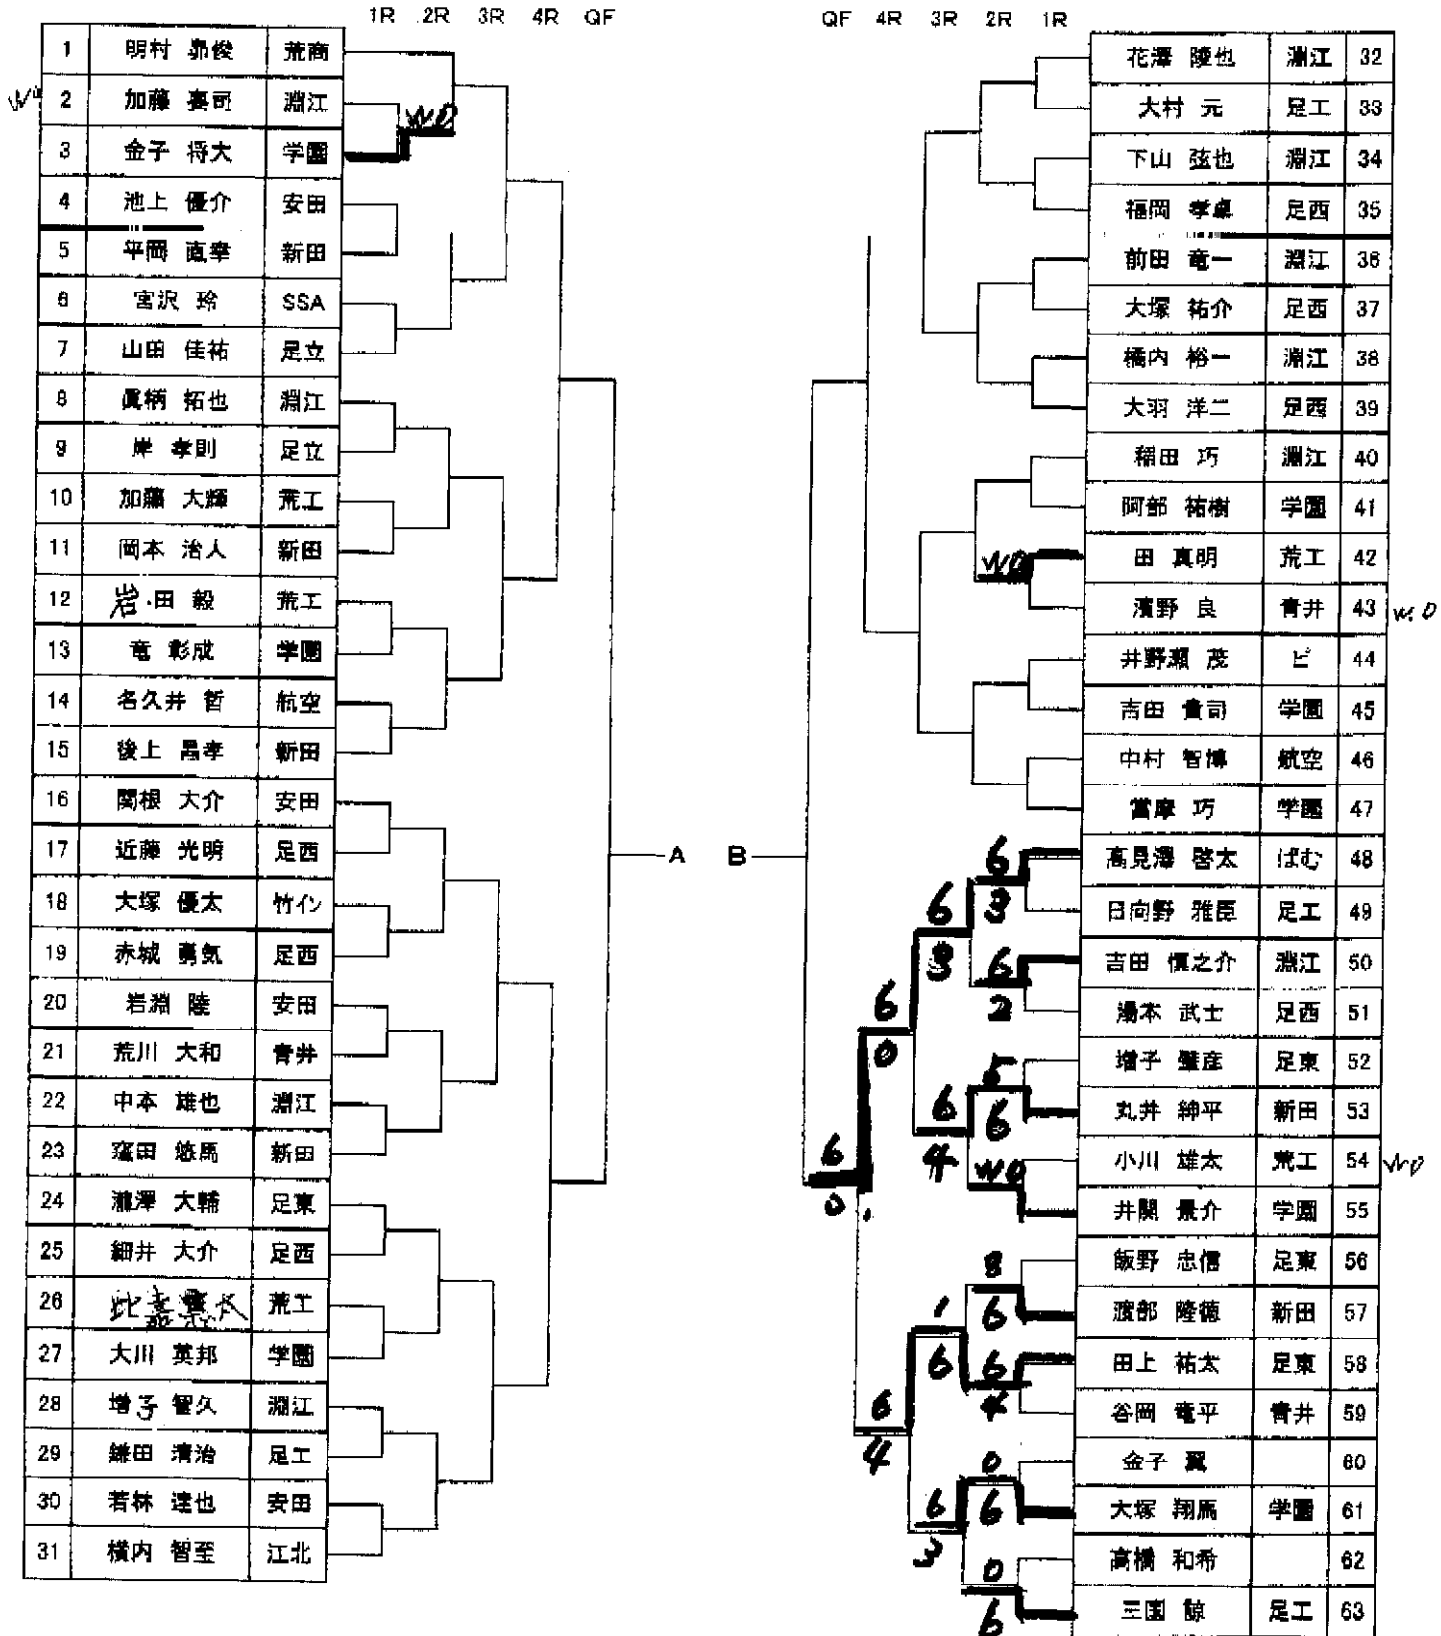 1R 2R 3R 4R QF
QF 4R 3R 2R 1R
1 明村 昴俊 荒商
W 2 加藤 喜司 淵江
W.O
3 金子 将大 学園
4 池上 優介 安田
5 平岡 直幸 新田
6 宮沢 玲 SSA
7 山田 佳祐 足立
8 眞柄 拓也 淵江
9 岸 孝則 足立
10 加藤 大輝 荒工
11 岡本 治人 新田
12 岩田 毅 荒工
13 竜 彰成 学園
14 名久井 哲 航空
15 後上 昌孝 新田
16 関根 大介 安田
17 近藤 光明 足西
18 大塚 優太 竹イン
19 赤城 勇気 足西
20 岩淵 陸 安田
21 荒川 大和 青井
22 中本 雄也 淵江
23 窪田 悠馬 新田
24 瀧澤 大輔 足東
25 細井 大介 足西
26 比嘉 太 荒工
27 大川 英邦 学園
28 増子 智久 淵江
29 鎌田 清治 足工
30 若林 達也 安田
31 横内 智至 江北
A
B
花澤 陵也 淵江 32
大村 元 足工 33
下山 弦也 淵江 34
福岡 孝卓 足西 35
前田 竜一 淵江 36
大塚 祐介 足西 37
橋内 裕一 淵江 38
大羽 洋二 足西 39
稲田 巧 淵江 40
阿部 祐樹 学園 41
WO 田 真明 荒工 42
濱野 良 青井 43 W.O
井野瀬 茂 ビ 44
吉田 貴司 学園 45
中村 智博 航空 46
當摩 巧 学園 47
6 高見澤 啓太 ばむ 48
6 3 日向野 雅臣 足工 49
3 6 吉田 慎之介 淵江 50
6 2 湯本 武士 足西 51
0 5 増子 健彦 足東 52
6 6 丸井 紳平 新田 53
6 4 WO 小川 雄太 荒工 54 WO
0 井関 景介 学園 55
3 飯野 忠信 足東 56
1 6 渡部 隆徳 新田 57
6 6 田上 祐太 足東 58
6 4 谷岡 竜平 青井 59
4 0 金子 翼 60
6 6 大塚 翔馬 学園 61
3 0 高橋 和希 62
6 三国 諒 足工 63